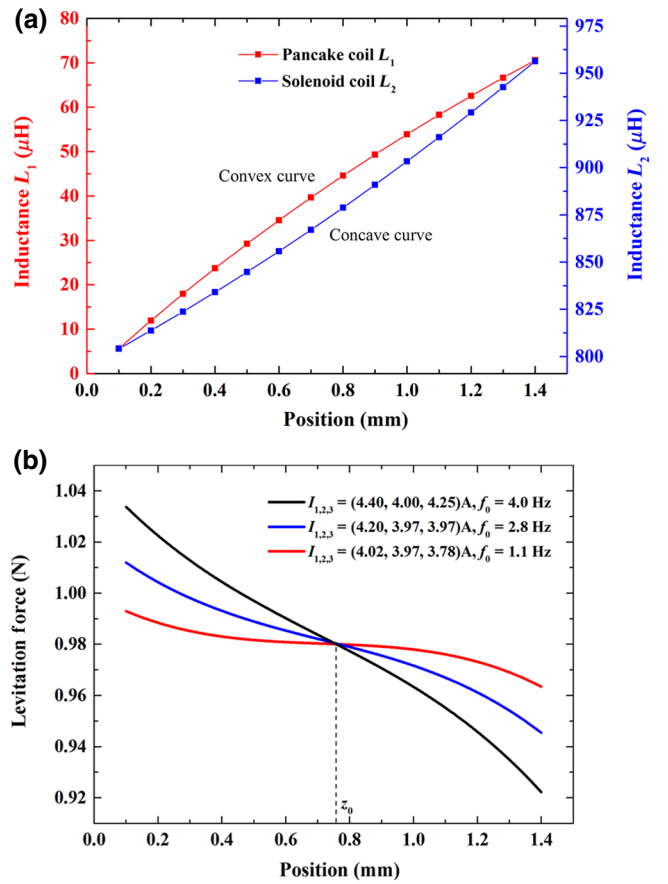 (a)
80
70
60
50
40
30
20
10
0
Inductance L₁ (μH)
Pancake coil L₁
Solenoid coil L₂
Convex curve
Concave curve
950
925
900
875
850
825
800
Inductance L₂ (μH)
0.0 0.2 0.4 0.6 0.8 1.0 1.2 1.4
Position (mm)
(b)
1.04
1.02
1.00
0.98
0.96
0.94
0.92
Levitation force (N)
I₁,₂,₃ = (4.40, 4.00, 4.25)A, f₀ = 4.0 Hz
I₁,₂,₃ = (4.20, 3.97, 3.97)A, f₀ = 2.8 Hz
I₁,₂,₃ = (4.02, 3.97, 3.78)A, f₀ = 1.1 Hz
z₀
0.0 0.2 0.4 0.6 0.8 1.0 1.2 1.4
Position (mm)